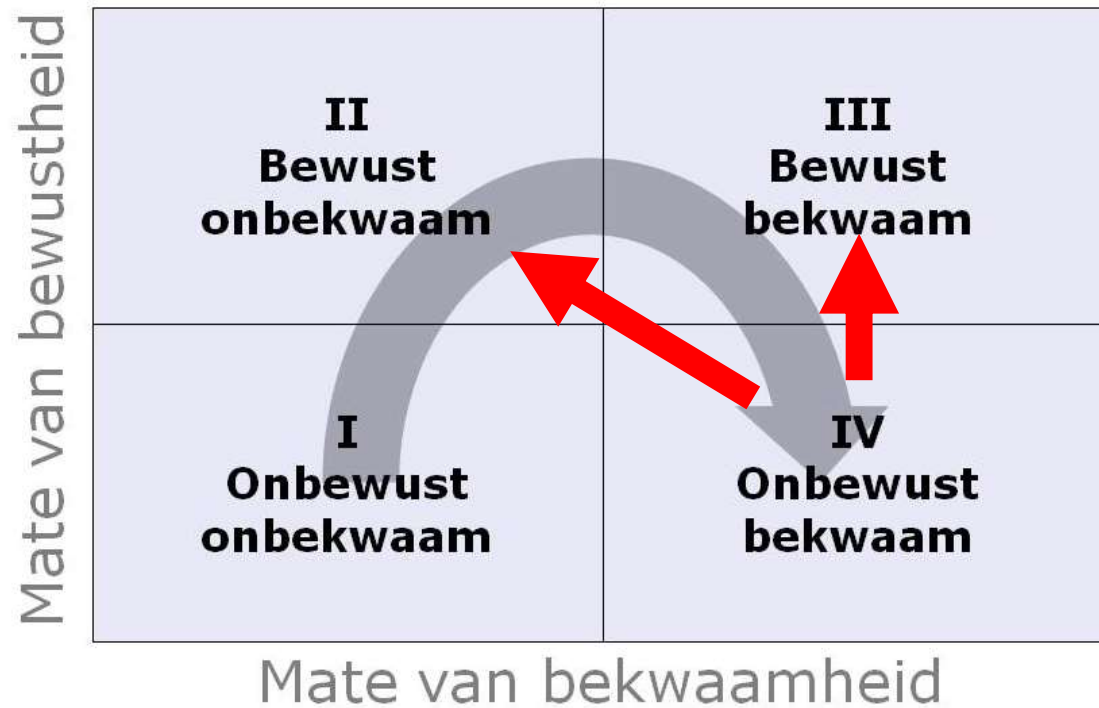 Mate van bewustheid
II
Bewust
onbekwaam
III
Bewust
bekwaam
I
Onbewust
onbekwaam
IV
Onbewust
bekwaam
Mate van bekwaamheid